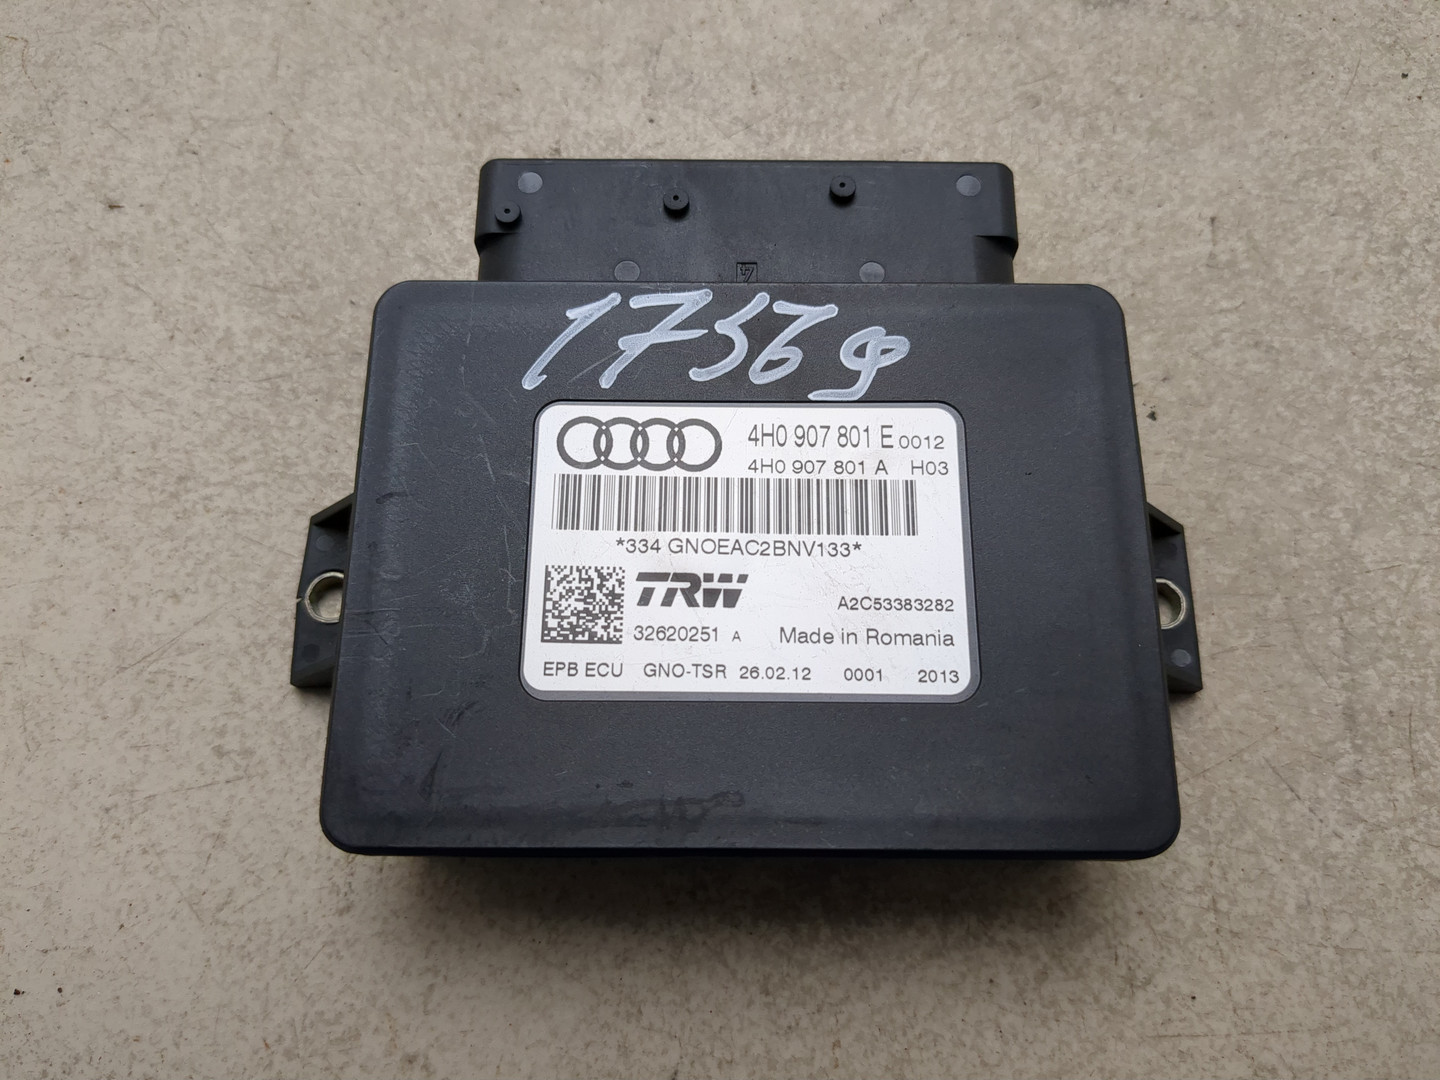 1756g
4H0 907 801 E 0012
4H0 907 801 A H03
*334 GNOEAC2BNV133*
TRW
A2C53383282
32620251 A Made in Romania
EPB ECU GNO-TSR 26.02.12 0001 2013